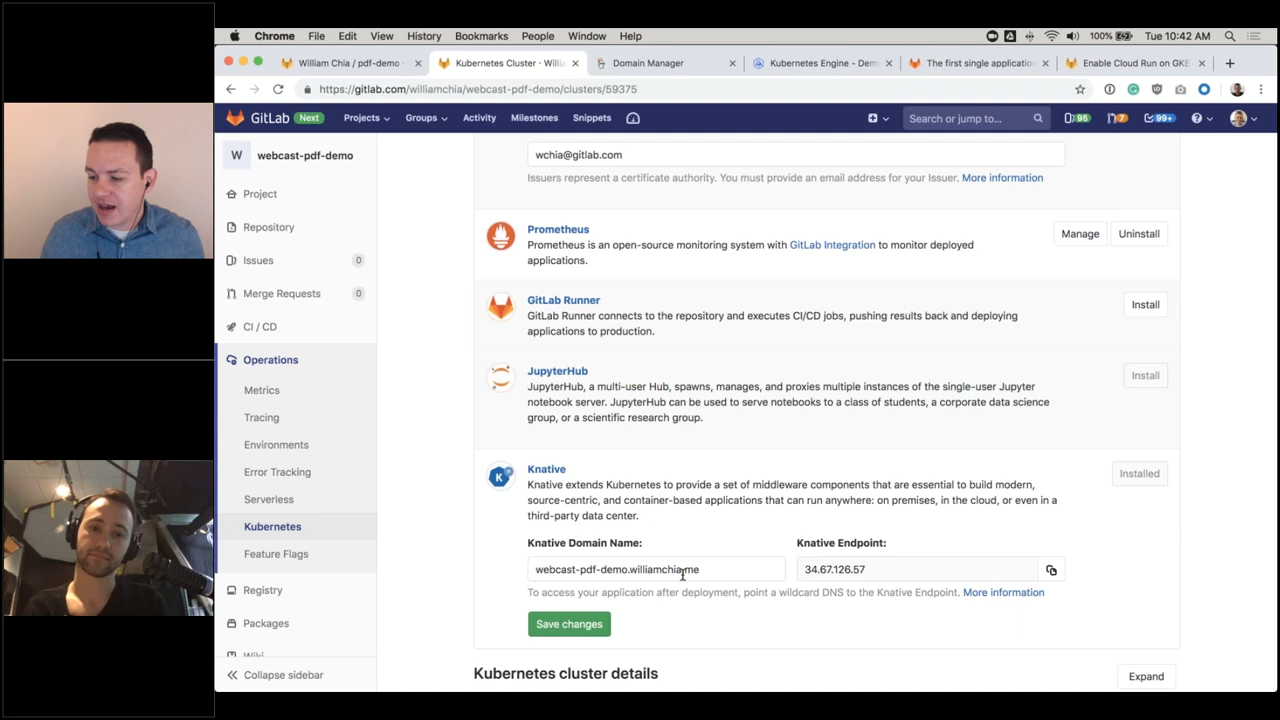 Chrome File Edit View History Bookmarks People Window Help 100% Tue 10:42 AM
William Chia / pdf-demo · Kubernetes Cluster · Willi Domain Manager Kubernetes Engine - Dem The first single applicatio Enable Cloud Run on GKE
https://gitlab.com/williamchia/webcast-pdf-demo/clusters/59375
GitLab Next Projects Groups Activity Milestones Snippets Search or jump to... 95 7 99+
W webcast-pdf-demo
Project
Repository
Issues 0
Merge Requests 0
CI / CD
Operations
Metrics
Tracing
Environments
Error Tracking
Serverless
Kubernetes
Feature Flags
Registry
Packages
Wiki
Collapse sidebar
wchia@gitlab.com
Issuers represent a certificate authority. You must provide an email address for your Issuer. More information
Prometheus
Prometheus is an open-source monitoring system with GitLab Integration to monitor deployed
applications.
Manage Uninstall
GitLab Runner
GitLab Runner connects to the repository and executes CI/CD jobs, pushing results back and deploying
applications to production.
Install
JupyterHub
JupyterHub, a multi-user Hub, spawns, manages, and proxies multiple instances of the single-user Jupyter
notebook server. JupyterHub can be used to serve notebooks to a class of students, a corporate data science
group, or a scientific research group.
Install
Knative
Knative extends Kubernetes to provide a set of middleware components that are essential to build modern,
source-centric, and container-based applications that can run anywhere: on premises, in the cloud, or even in a
third-party data center.
Installed
Knative Domain Name: Knative Endpoint:
webcast-pdf-demo.williamchia.me 34.67.126.57
To access your application after deployment, point a wildcard DNS to the Knative Endpoint. More information
Save changes
Kubernetes cluster details
Expand